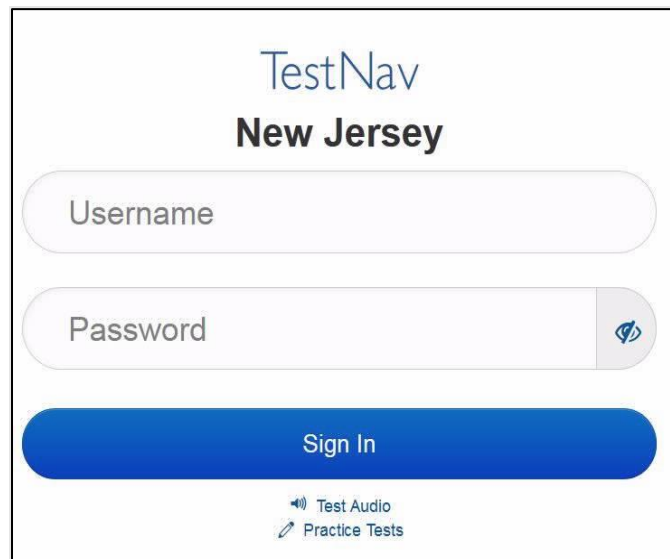 TestNav
New Jersey
Username
Password
Sign In
Test Audio
Practice Tests